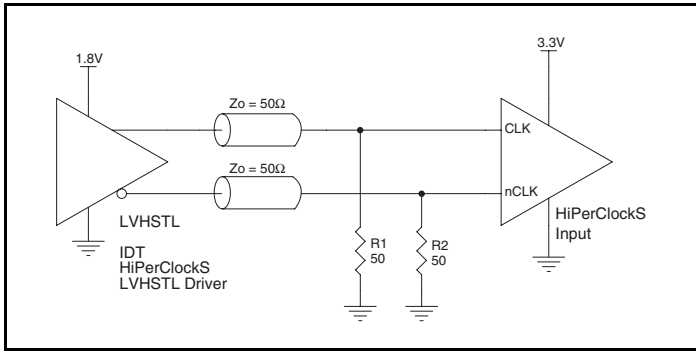 1.8V
3.3V
Zo = 50Ω
CLK
Zo = 50Ω
nCLK
LVHSTL
IDT
HiPerClockS
LVHSTL Driver
R1
50
R2
50
HiPerClockS
Input